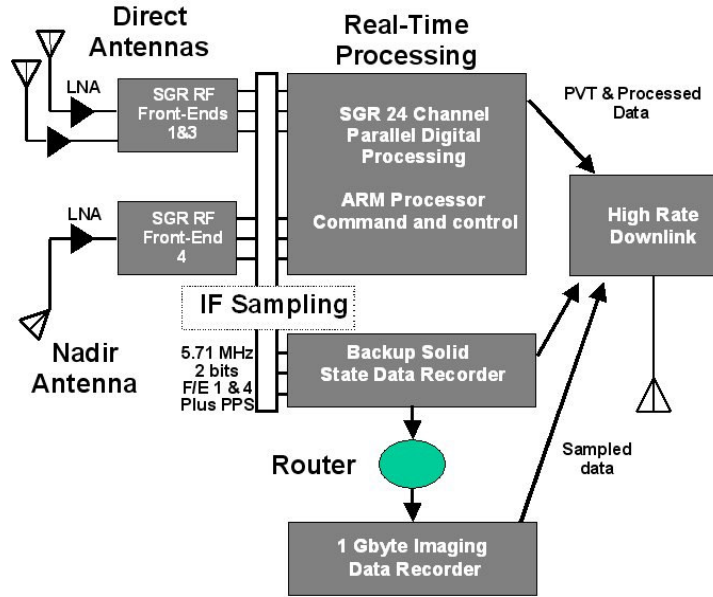 Direct
Antennas
Real-Time
Processing
LNA
SGR RF
Front-Ends
1&3
SGR 24 Channel
Parallel Digital
Processing
ARM Processor
Command and control
PVT & Processed
Data
LNA
SGR RF
Front-End
4
High Rate
Downlink
IF Sampling
Nadir
Antenna
5.71 MHz
2 bits
F/E 1 & 4
Plus PPS
Backup Solid
State Data Recorder
Router
Sampled
data
1 Gbyte Imaging
Data Recorder